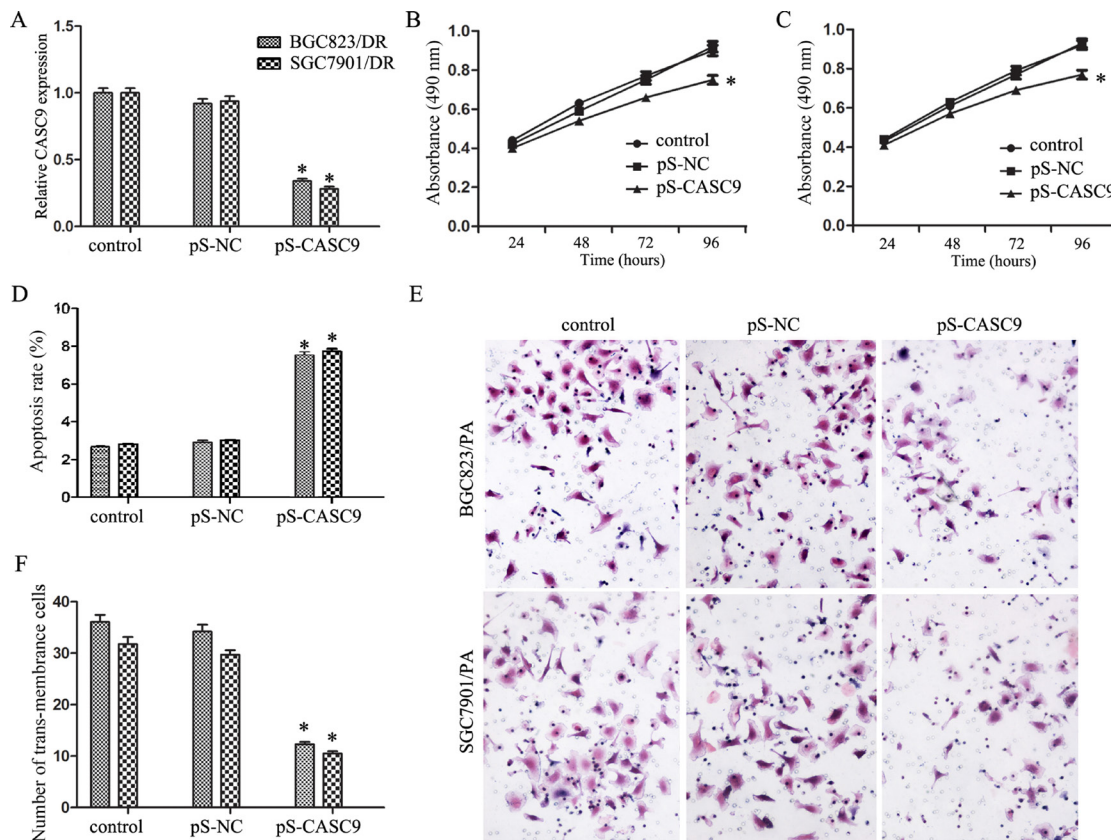 A
Relative CASC9 expression
1.5
1.0
0.5
0.0
BGC823/DR
SGC7901/DR
*
*
control
pS-NC
pS-CASC9
B
Absorbance (490 nm)
1.0
0.8
0.6
0.4
0.2
0.0
*
control
pS-NC
pS-CASC9
24
48
72
96
Time (hours)
C
Absorbance (490 nm)
1.0
0.8
0.6
0.4
0.2
0.0
*
control
pS-NC
pS-CASC9
24
48
72
96
Time (hours)
D
Apoptosis rate (%)
10
8
6
4
2
0
*
*
control
pS-NC
pS-CASC9
E
control
pS-NC
pS-CASC9
BGC823/PA
SGC7901/PA
F
Number of trans-membrance cells
40
30
20
10
0
*
*
control
pS-NC
pS-CASC9